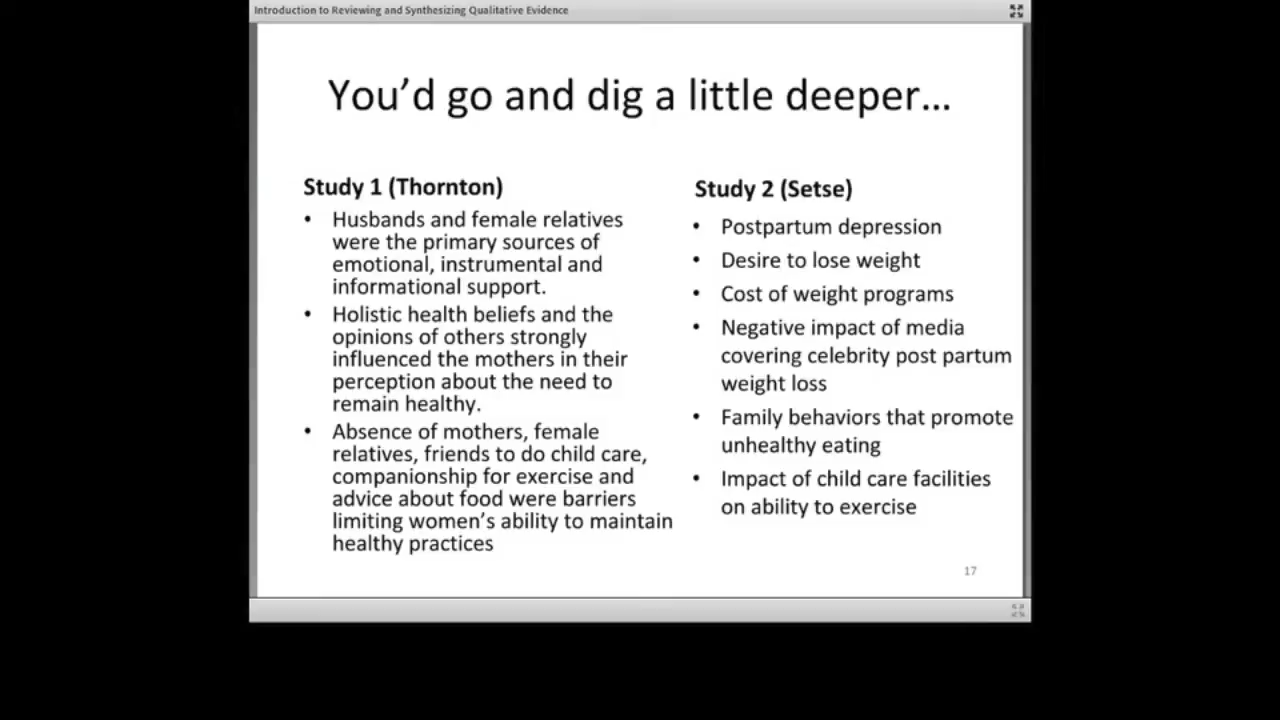 Introduction to Reviewing and Synthesizing Qualitative Evidence
You'd go and dig a little deeper...
Study 1 (Thornton)
• Husbands and female relatives
were the primary sources of
emotional, instrumental and
informational support.
• Holistic health beliefs and the
opinions of others strongly
influenced the mothers in their
perception about the need to
remain healthy.
• Absence of mothers, female
relatives, friends to do child care,
companionship for exercise and
advice about food were barriers
limiting women's ability to maintain
healthy practices
Study 2 (Setse)
• Postpartum depression
• Desire to lose weight
• Cost of weight programs
• Negative impact of media
covering celebrity post partum
weight loss
• Family behaviors that promote
unhealthy eating
• Impact of child care facilities
on ability to exercise
17